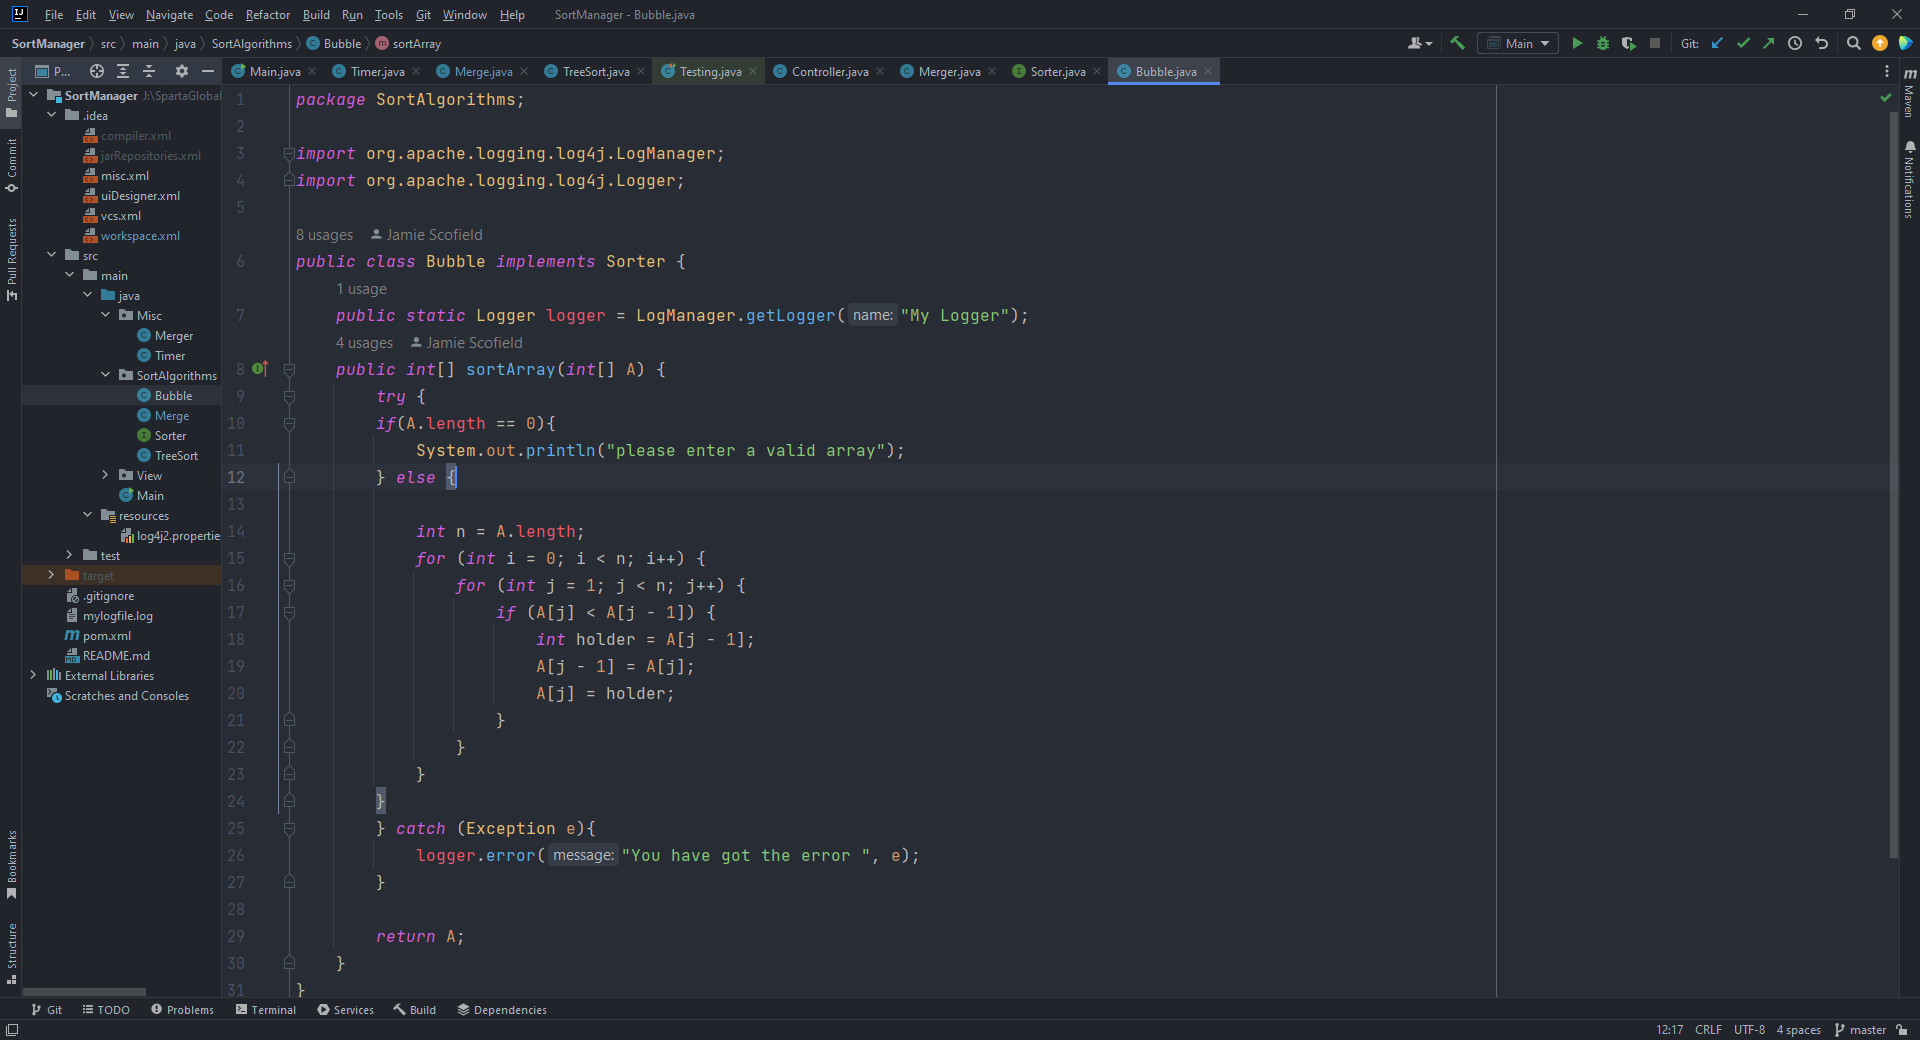 File Edit View Navigate Code Refactor Build Run Tools Git Window Help SortManager - Bubble.java
SortManager src main java SortAlgorithms Bubble sortArray Main Git:
P... Main.java Timer.java Merge.java TreeSort.java Testing.java Controller.java Merger.java Sorter.java Bubble.java
Project
Commit
Pull Requests
Bookmarks
Structure
SortManager J:\SpartaGlobal
.idea
compiler.xml
jarRepositories.xml
misc.xml
uiDesigner.xml
vcs.xml
workspace.xml
src
main
java
Misc
Merger
Timer
SortAlgorithms
Bubble
Merge
Sorter
TreeSort
View
Main
resources
log4j2.propertie
test
target
.gitignore
mylogfile.log
pom.xml
README.md
External Libraries
Scratches and Consoles
1 package SortAlgorithms;
2
3 import org.apache.logging.log4j.LogManager;
4 import org.apache.logging.log4j.Logger;
5
8 usages Jamie Scofield
6 public class Bubble implements Sorter {
1 usage
7 public static Logger logger = LogManager.getLogger( name: "My Logger");
4 usages Jamie Scofield
8 public int[] sortArray(int[] A) {
9 try {
10 if(A.length == 0){
11 System.out.println("please enter a valid array");
12 } else {
13
14 int n = A.length;
15 for (int i = 0; i < n; i++) {
16 for (int j = 1; j < n; j++) {
17 if (A[j] < A[j - 1]) {
18 int holder = A[j - 1];
19 A[j - 1] = A[j];
20 A[j] = holder;
21 }
22 }
23 }
24 }
25 } catch (Exception e){
26 logger.error( message: "You have got the error ", e);
27 }
28
29 return A;
30 }
31 }
m Maven
Notifications
Git TODO Problems Terminal Services Build Dependencies
12:17 CRLF UTF-8 4 spaces master